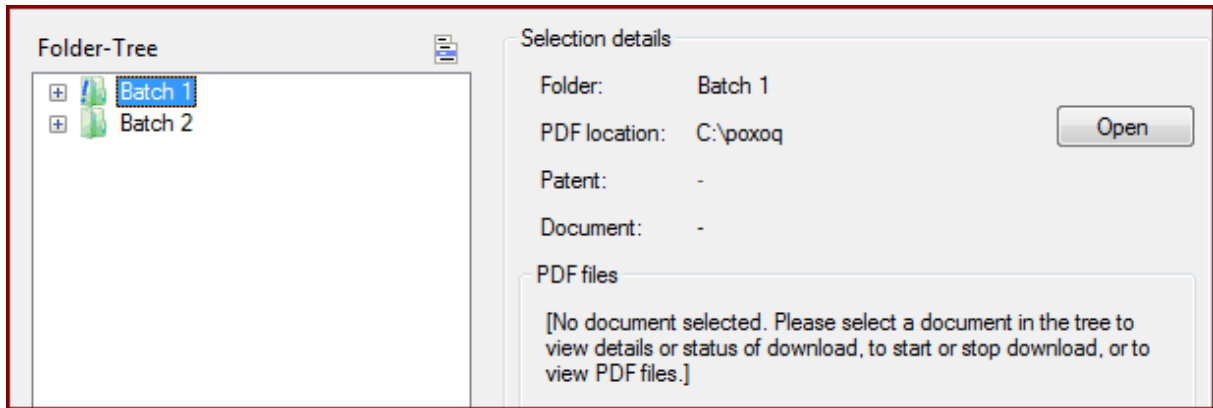 Folder-Tree
Batch 1
Batch 2
Selection details
Folder: Batch 1
PDF location: C:\poxoq
Open
Patent: -
Document: -
PDF files
[No document selected. Please select a document in the tree to
view details or status of download, to start or stop download, or to
view PDF files.]